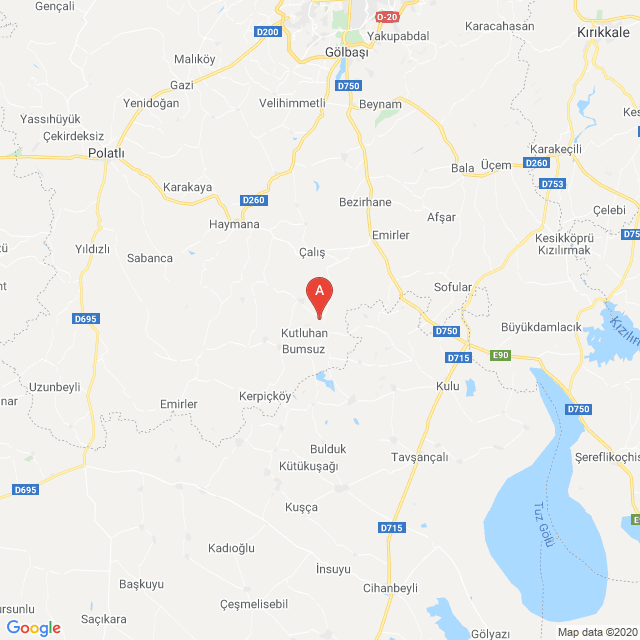 Gençali
O-20
Karacahasan
D200
Yakupabdal
Kırıkkale
Gölbaşı
Malıköy
Gazi
D750
Yenidoğan
Velihimmetli
Beynam
Yassıhüyük
Çekirdeksiz
Karakeçili
Polatlı
Bala
Üçem
D260
Karakaya
D753
D260
Bezirhane
Afşar
Çelebi
Haymana
Emirler
Kesikköprü
Kızılırmak
Yıldızlı
Sabanca
Çalış
A
Sofular
D695
Kutluhan
D750
Büyükdamlacık
Bumsuz
D715
E90
Uzunbeyli
Kulu
Kerpiçköy
Emirler
D750
Bulduk
Tavşançalı
Şereflikoçhis
Kütükuşağı
D695
Kuşça
D715
Tuz Gölü
Kadıoğlu
İnsuyu
Başkuyu
Cihanbeyli
Çeşmelisebil
Saçıkara
Gölyazı
Google
Map data ©2020